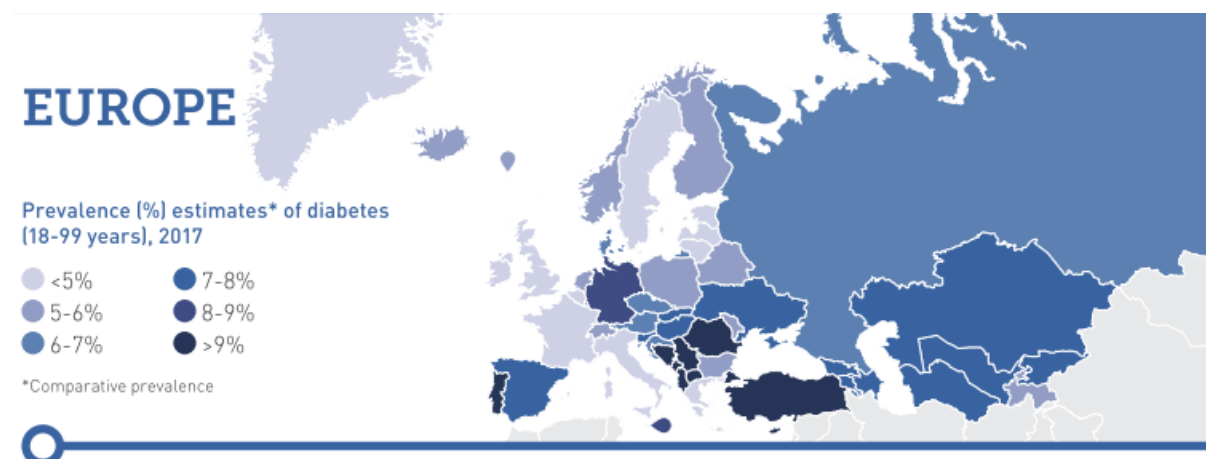 EUROPE
Prevalence (%) estimates* of diabetes
(18-99 years), 2017
<5%
7-8%
5-6%
8-9%
6-7%
>9%
*Comparative prevalence